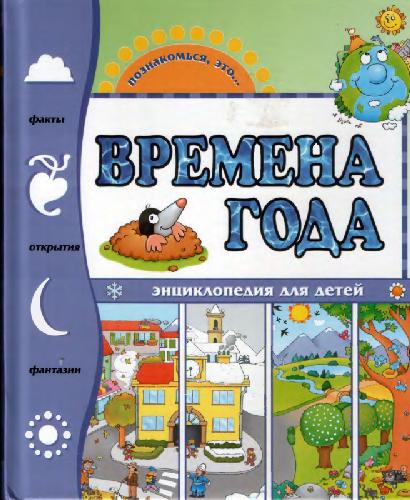 познакомься, это...
факты
ВРЕМЕНА
ГОДА
открытия
энциклопедия для детей
фантазии